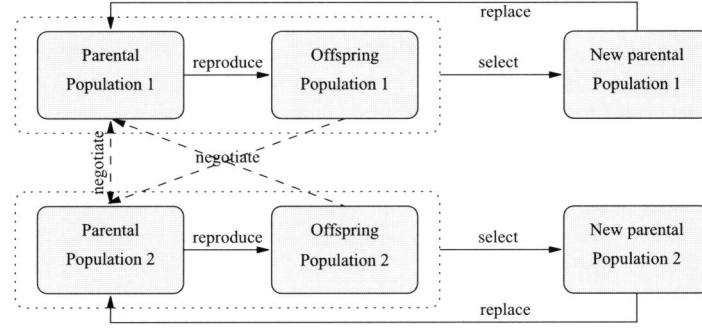 replace
Parental
Population 1
reproduce
Offspring
Population 1
select
New parental
Population 1
negotiate
negotiate
Parental
Population 2
reproduce
Offspring
Population 2
select
New parental
Population 2
replace